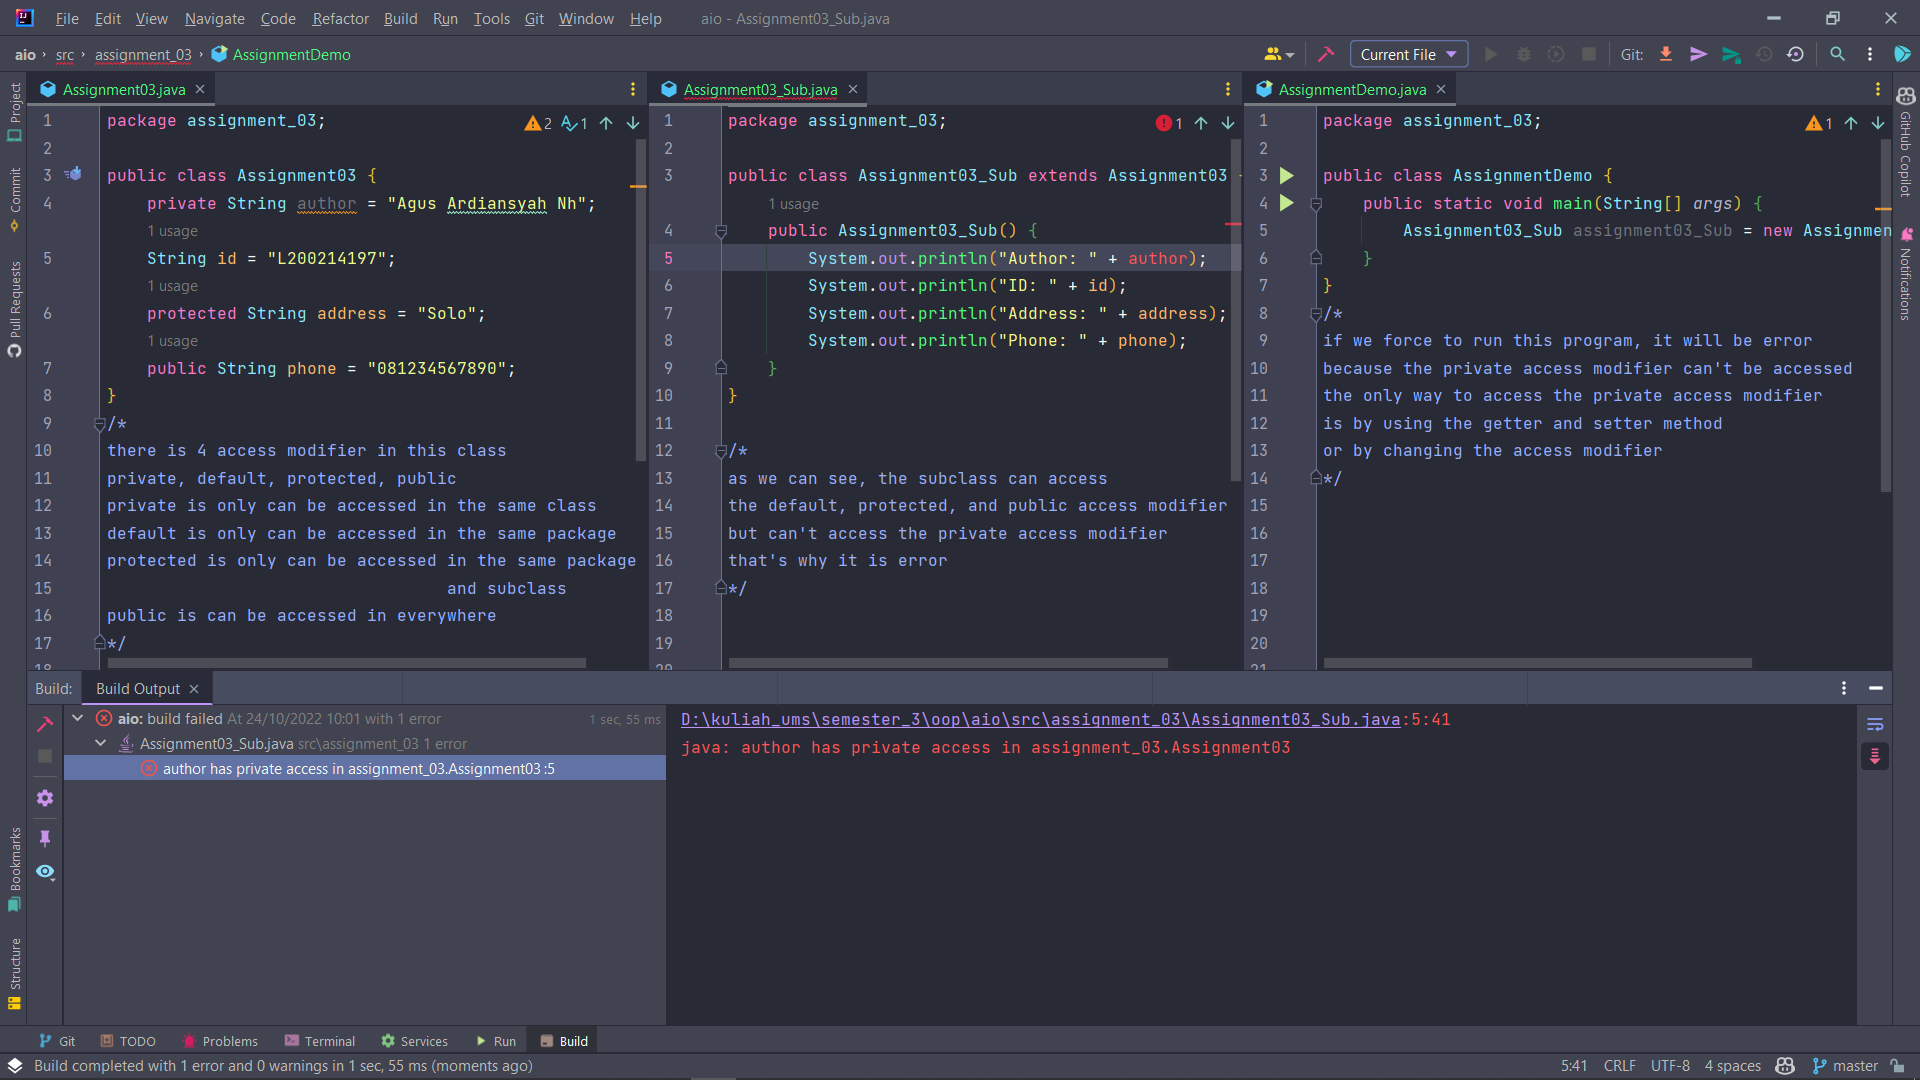 File Edit View Navigate Code Refactor Build Run Tools Git Window Help aio - Assignment03_Sub.java
aio › src › assignment_03 › AssignmentDemo
Current File
Git:
Project
Commit
Pull Requests
Bookmarks
Structure
Assignment03.java
2 1
1 package assignment_03;
2
3 public class Assignment03 {
4 private String author = "Agus Ardiansyah Nh";
1 usage
5 String id = "L200214197";
1 usage
6 protected String address = "Solo";
1 usage
7 public String phone = "081234567890";
8 }
9 /*
10 there is 4 access modifier in this class
11 private, default, protected, public
12 private is only can be accessed in the same class
13 default is only can be accessed in the same package
14 protected is only can be accessed in the same package
15 and subclass
16 public is can be accessed in everywhere
17 */
18
Assignment03_Sub.java
1
1 package assignment_03;
2
3 public class Assignment03_Sub extends Assignment03
1 usage
4 public Assignment03_Sub() {
5 System.out.println("Author: " + author);
6 System.out.println("ID: " + id);
7 System.out.println("Address: " + address);
8 System.out.println("Phone: " + phone);
9 }
10 }
11
12 /*
13 as we can see, the subclass can access
14 the default, protected, and public access modifier
15 but can't access the private access modifier
16 that's why it is error
17 */
18
19
20
AssignmentDemo.java
1
1 package assignment_03;
2
3 public class AssignmentDemo {
4 public static void main(String[] args) {
5 Assignment03_Sub assignment03_Sub = new Assignmen
6 }
7 }
8 /*
9 if we force to run this program, it will be error
10 because the private access modifier can't be accessed
11 the only way to access the private access modifier
12 is by using the getter and setter method
13 or by changing the access modifier
14 */
15
16
17
18
19
20
21
GitHub Copilot
Notifications
Build: Build Output
aio: build failed At 24/10/2022 10:01 with 1 error 1 sec, 55 ms
Assignment03_Sub.java src\assignment_03 1 error
author has private access in assignment_03.Assignment03 :5
D:\kuliah_ums\semester_3\oop\aio\src\assignment_03\Assignment03_Sub.java:5:41
java: author has private access in assignment_03.Assignment03
Git TODO Problems Terminal Services Run Build
Build completed with 1 error and 0 warnings in 1 sec, 55 ms (moments ago) 5:41 CRLF UTF-8 4 spaces master